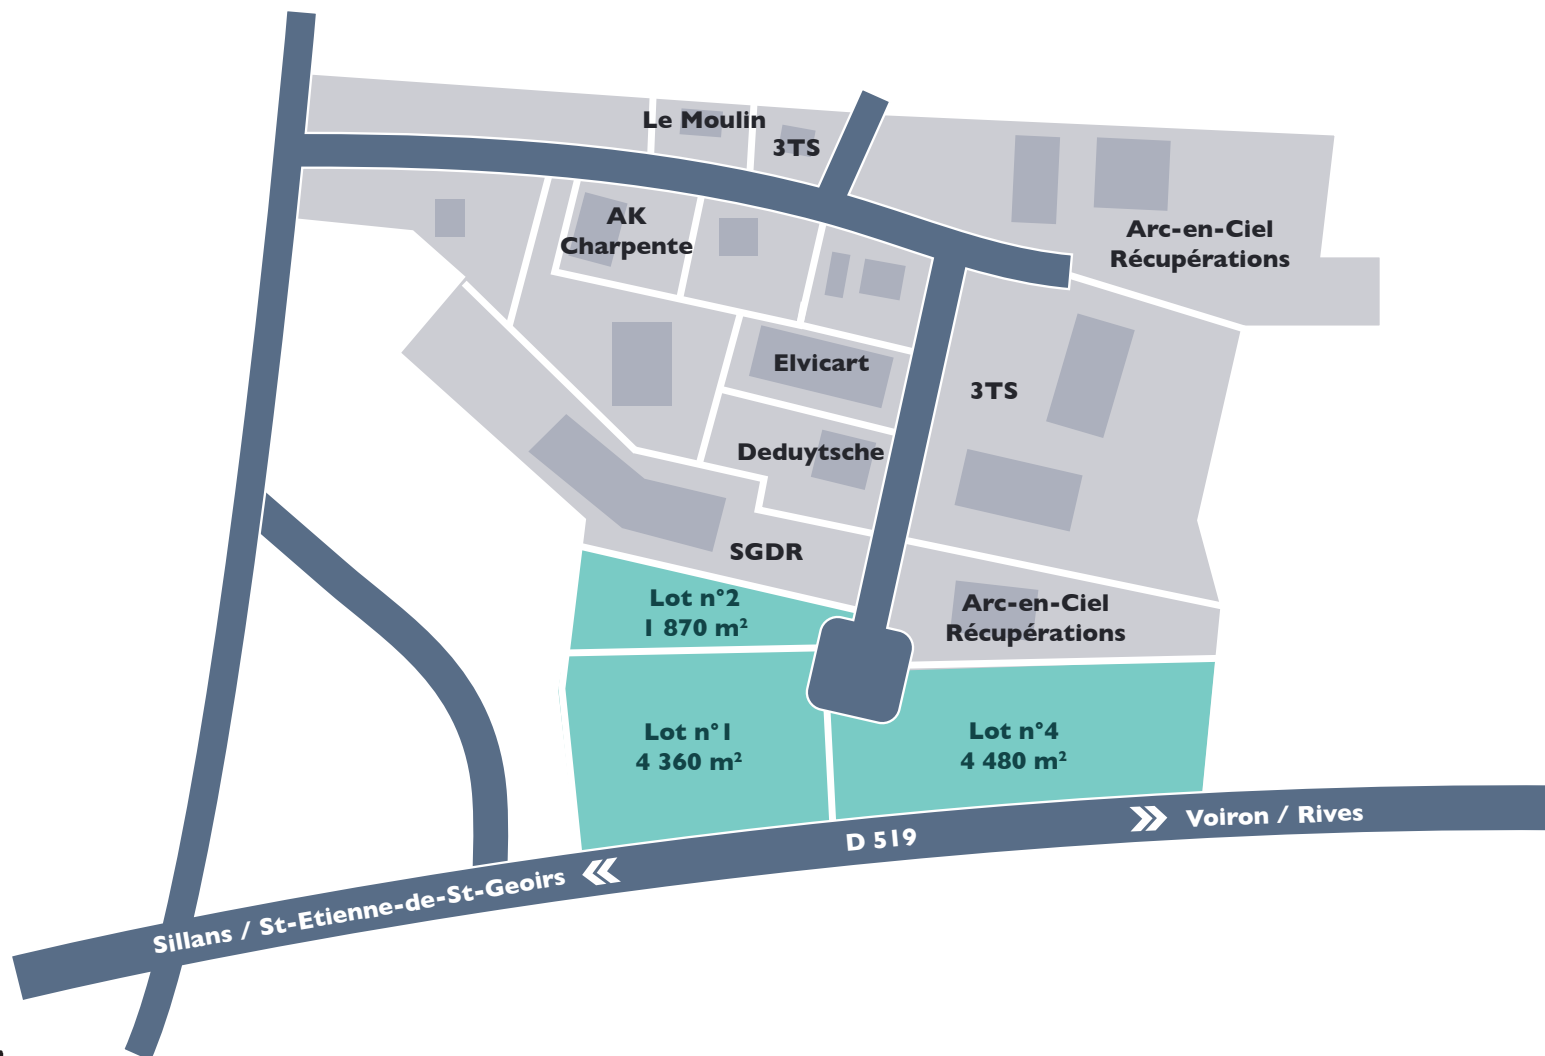 Le Moulin
3TS
AK
Charpente
Arc-en-Ciel
Récupérations
Elvicart
3TS
Deduytsche
SGDR
Lot n°2
1 870 m²
Arc-en-Ciel
Récupérations
Lot n°1
4 360 m²
Lot n°4
4 480 m²
D 519
Voiron / Rives
Sillans / St-Etienne-de-St-Geoirs